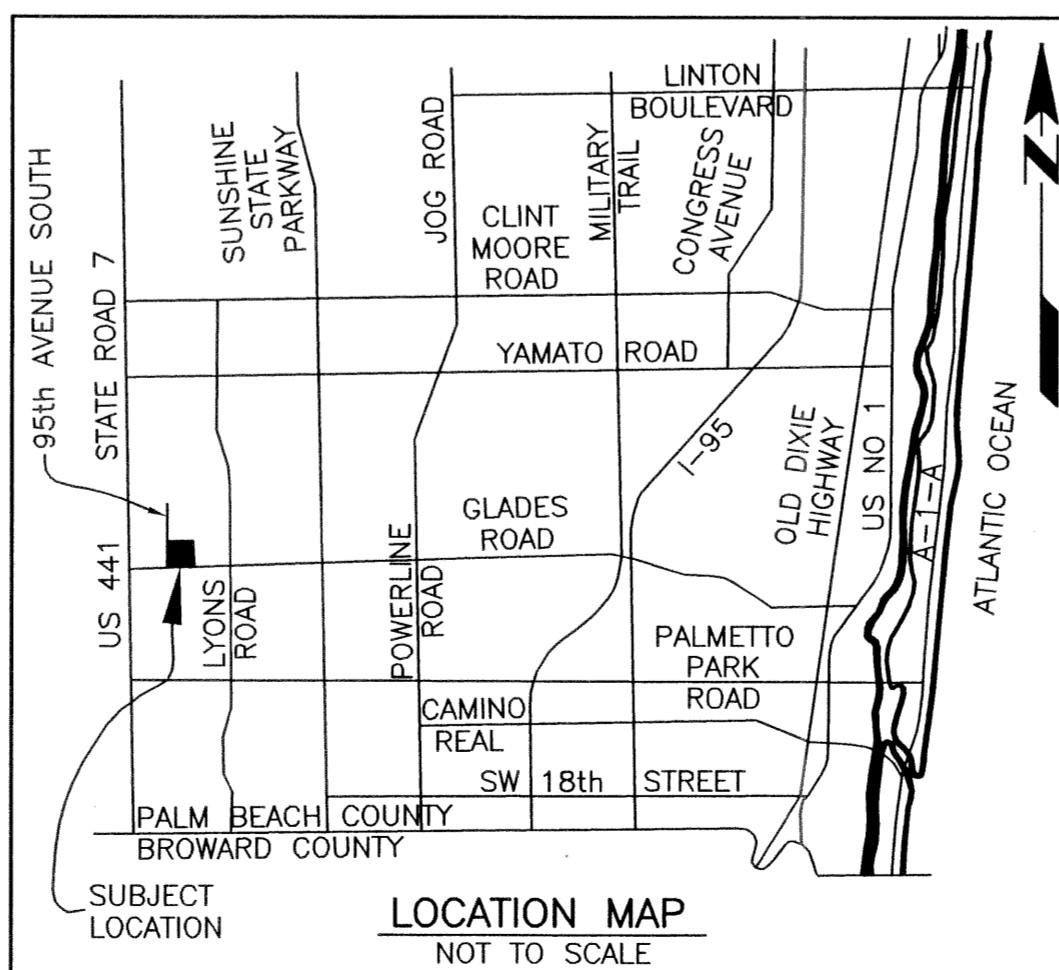 LINTON
BOULEVARD
95th AVENUE SOUTH
STATE ROAD 7
SUNSHINE
STATE
PARKWAY
JOG ROAD
MILITARY
TRAIL
CONGRESS
AVENUE
CLINT
MOORE
ROAD
N
YAMATO ROAD
I-95
OLD DIXIE
HIGHWAY
US NO 1
A-1-A
ATLANTIC OCEAN
GLADES
ROAD
US 441
LYONS
ROAD
POWERLINE
ROAD
PALMETTO
PARK
ROAD
CAMINO
REAL
SW 18th STREET
PALM BEACH COUNTY
BROWARD COUNTY
SUBJECT
LOCATION
LOCATION MAP
NOT TO SCALE